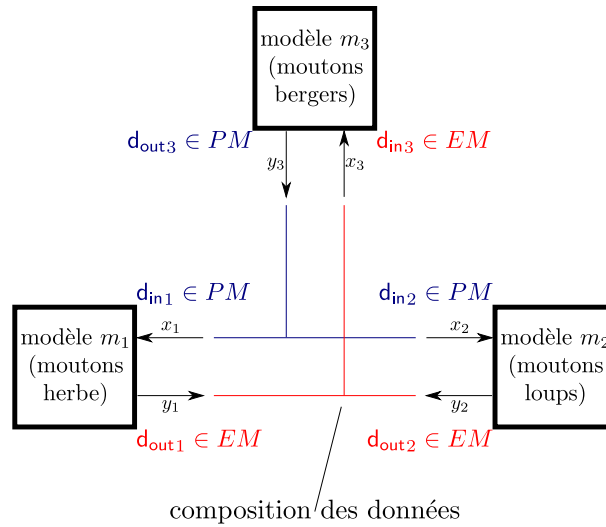 modèle m₃
(moutons
bergers)
d_out3 ∈ PM
d_in3 ∈ EM
y₃
x₃
d_in1 ∈ PM
d_in2 ∈ PM
modèle m₁
(moutons
herbe)
x₁
y₁
x₂
y₂
modèle m₂
(moutons
loups)
d_out1 ∈ EM
d_out2 ∈ EM
composition des données